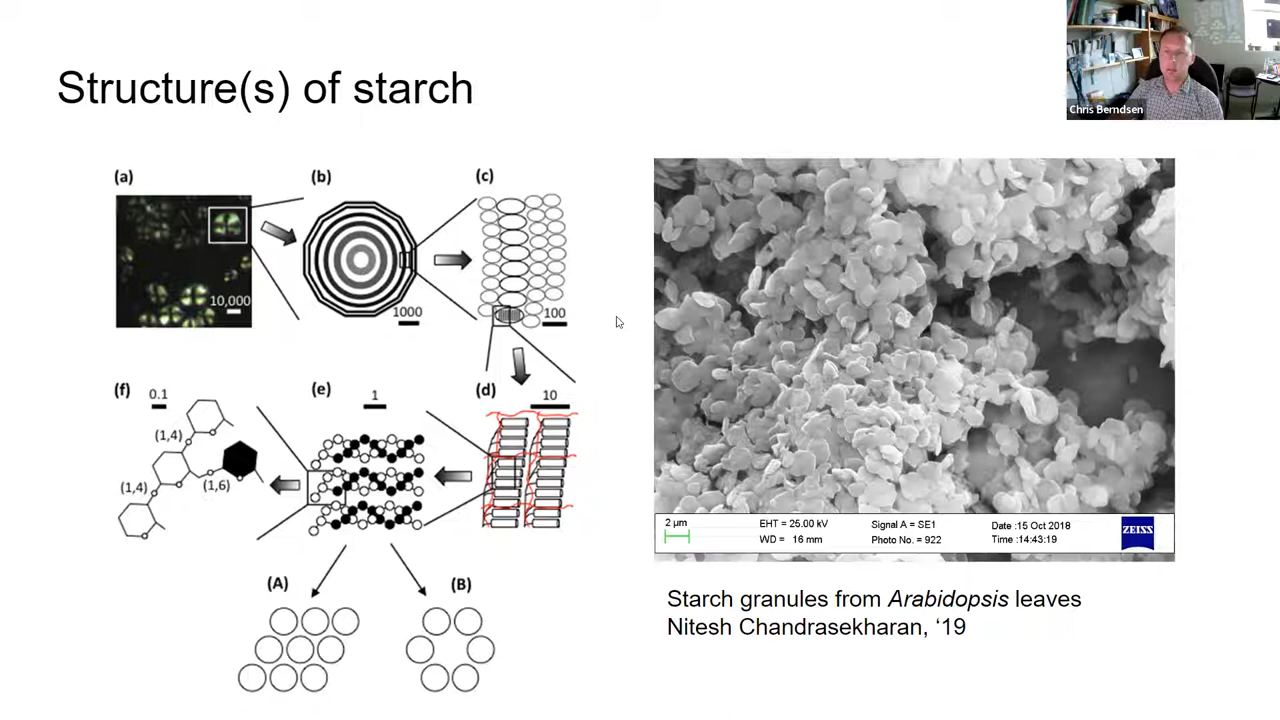 Structure(s) of starch
Chris Berndsen
(a)
(b)
(c)
10,000
1000
100
(f)
0.1
(e)
1
(d)
10
(1,4)
(1,4)
(1,6)
(A)
(B)
2 µm
EHT = 25.00 kV
Signal A = SE1
Date :15 Oct 2018
ZEISS
WD = 16 mm
Photo No. = 922
Time :14:43:19
Starch granules from Arabidopsis leaves
Nitesh Chandrasekharan, ‘19